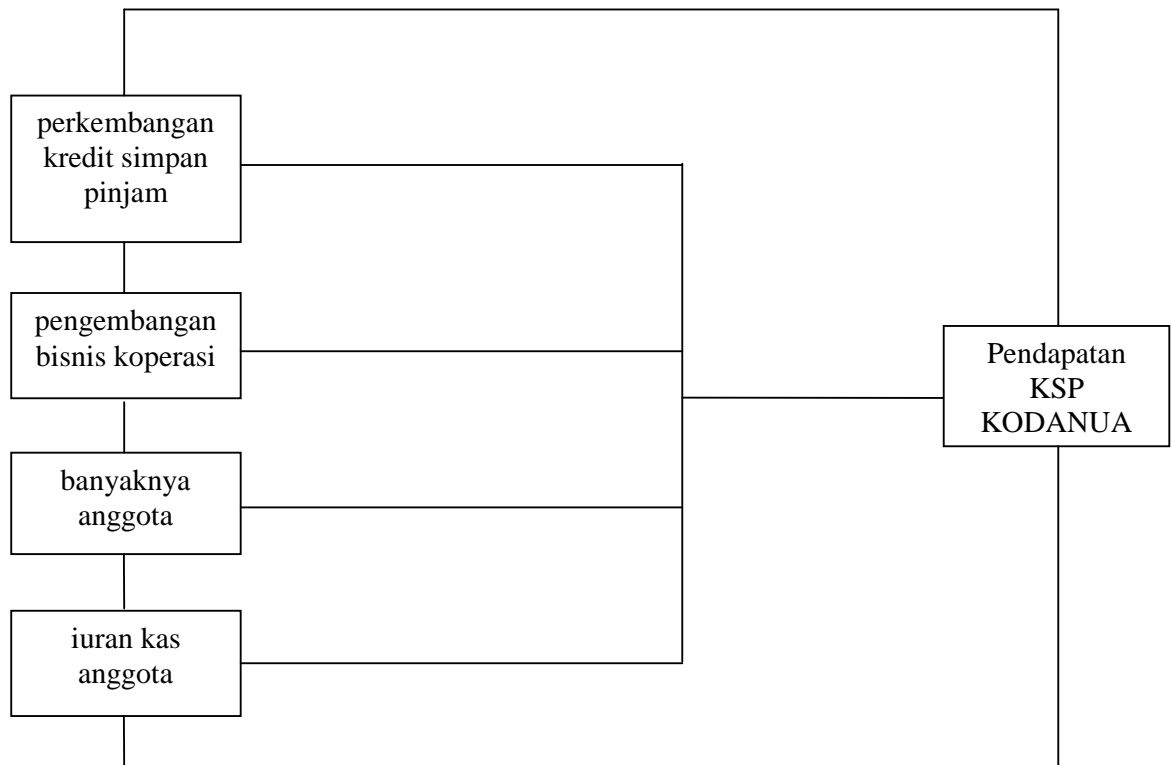 perkembangan
kredit simpan
pinjam
pengembangan
bisnis koperasi
banyaknya
anggota
iuran kas
anggota
Pendapatan
KSP
KODANUA